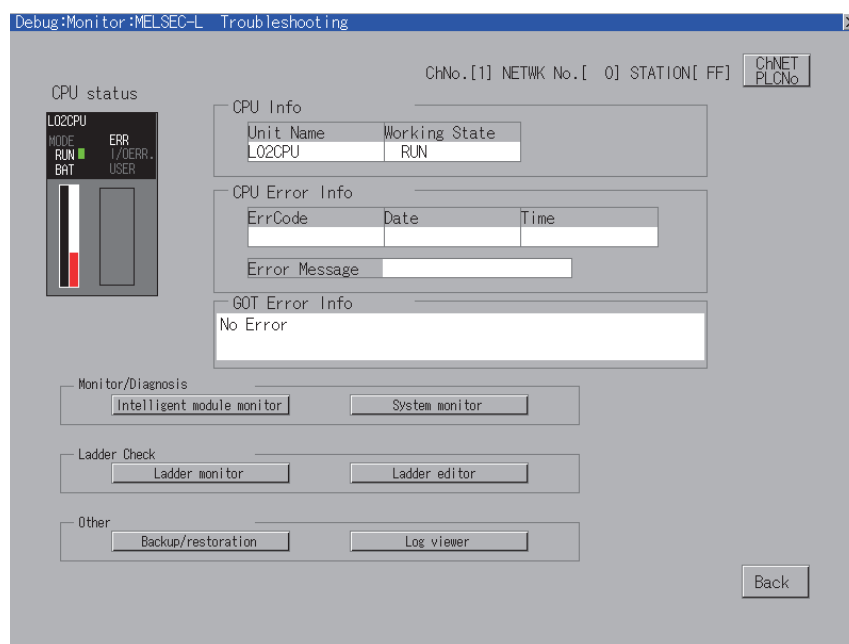 Debug:Monitor:MELSEC-L Troubleshooting
ChNo.[1] NETWK No.[ 0] STATION[ FF]
ChNET
PLCNo
CPU status
L02CPU
MODE ERR
RUN I/OERR.
BAT USER
CPU Info
Unit Name Working State
L02CPU RUN
CPU Error Info
ErrCode Date Time
Error Message
GOT Error Info
No Error
Monitor/Diagnosis
Intelligent module monitor System monitor
Ladder Check
Ladder monitor Ladder editor
Other
Backup/restoration Log viewer
Back